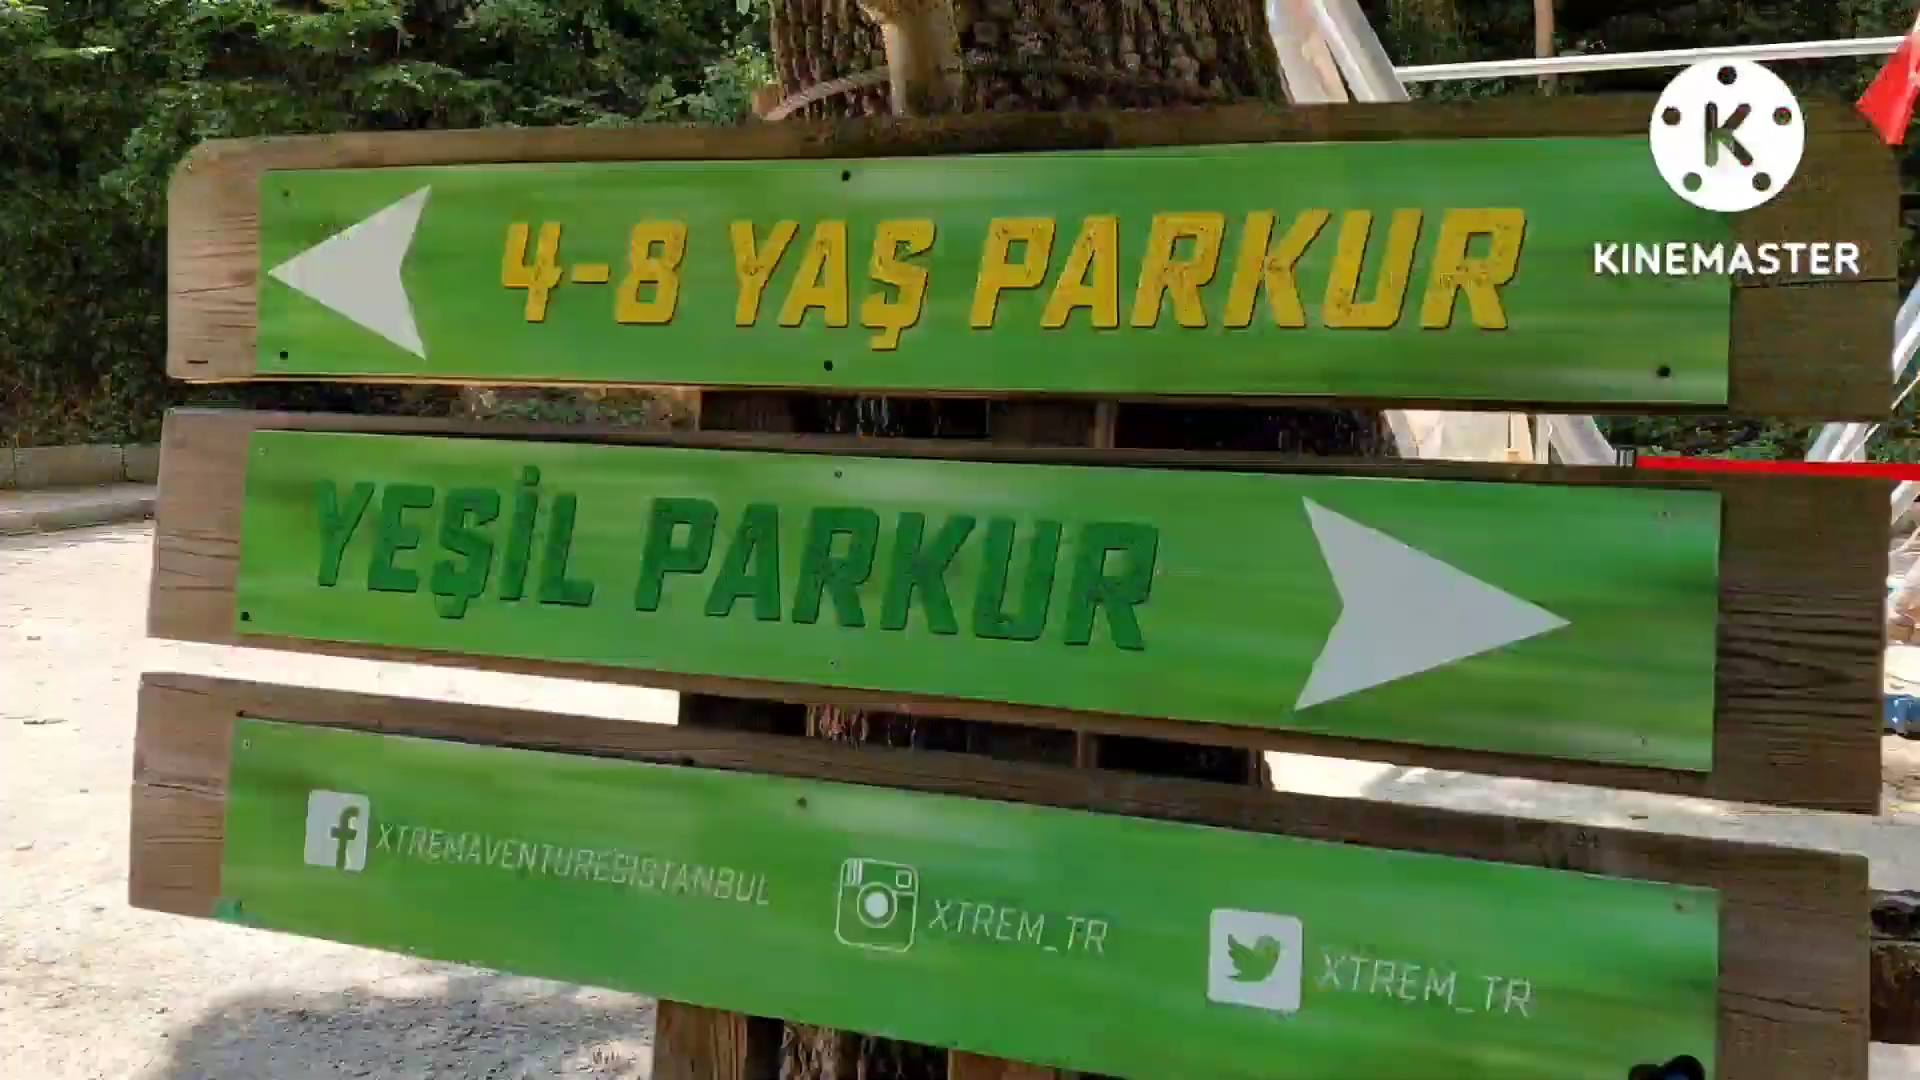 4-8 YAŞ PARKUR
K
KINEMASTER
YEŞİL PARKUR
XTREMAVENTURESISTANBUL
XTREM_TR
XTREM_TR